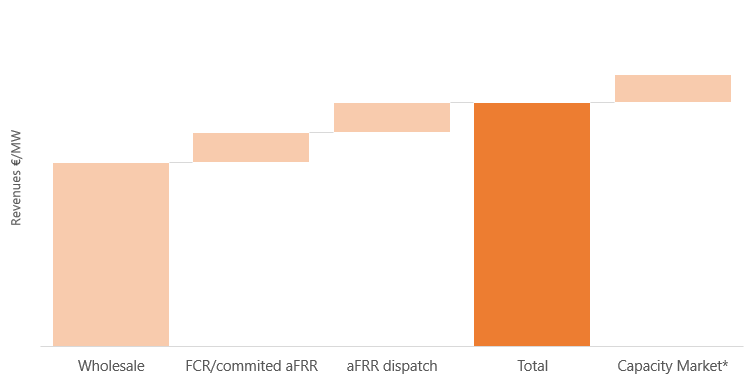 Revenues €/MW
Wholesale
FCR/commited aFRR
aFRR dispatch
Total
Capacity Market*